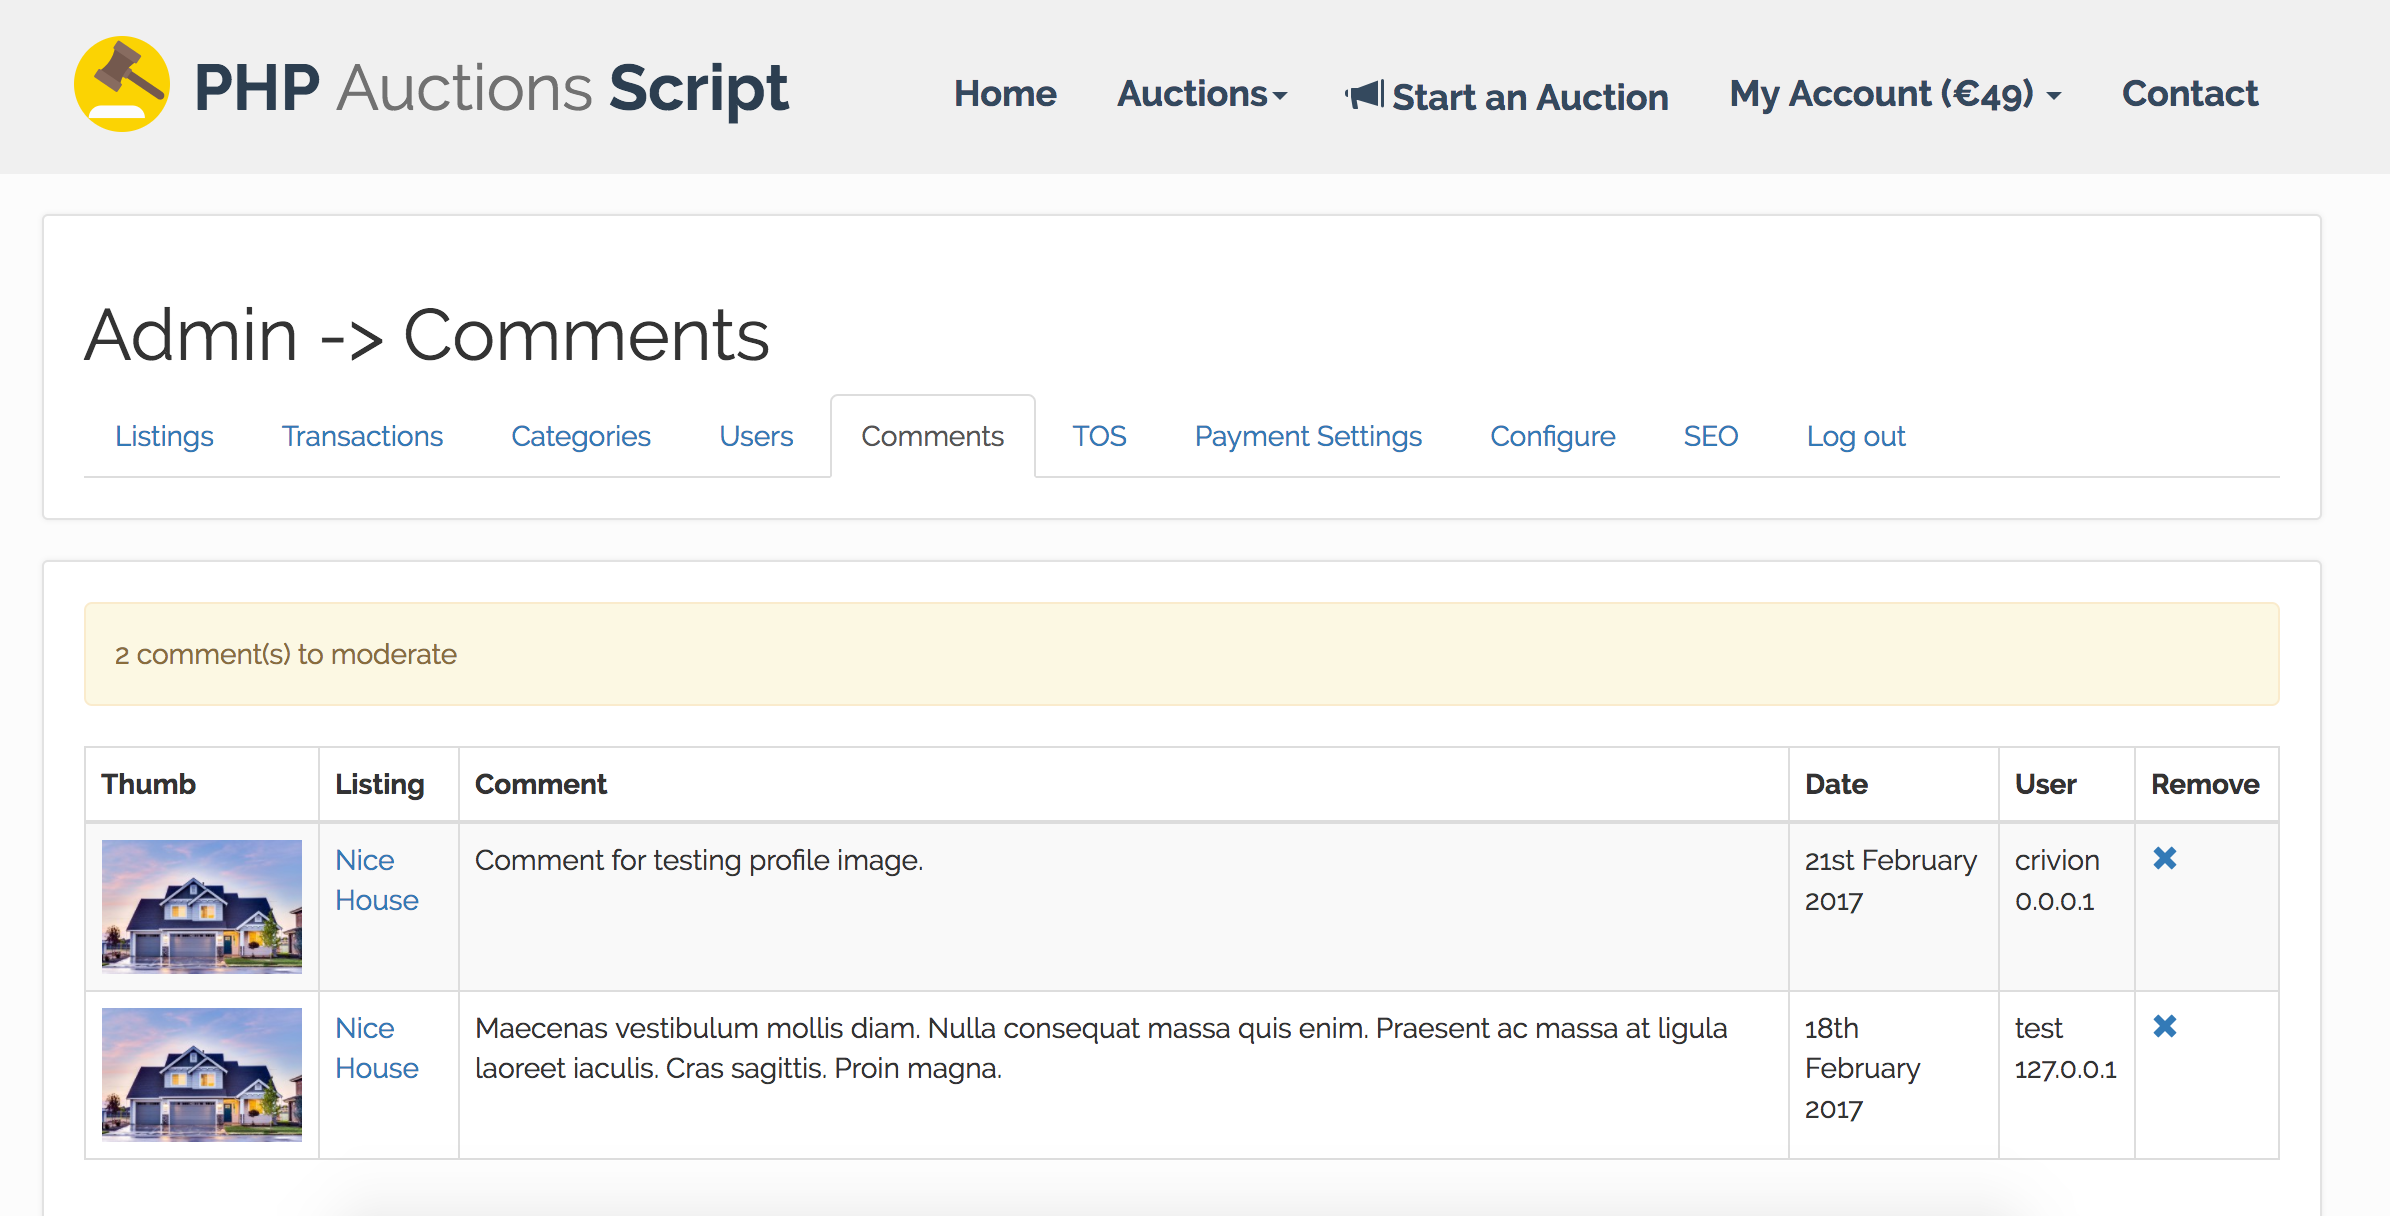 PHP Auctions Script
Home
Auctions
Start an Auction
My Account (€49)
Contact
Admin -> Comments
Listings
Transactions
Categories
Users
Comments
TOS
Payment Settings
Configure
SEO
Log out
2 comment(s) to moderate
Thumb
Listing
Comment
Date
User
Remove
Nice
House
Comment for testing profile image.
21st February
2017
crivion
0.0.0.1
Nice
House
Maecenas vestibulum mollis diam. Nulla consequat massa quis enim. Praesent ac massa at ligula
laoreet iaculis. Cras sagittis. Proin magna.
18th
February
2017
test
127.0.0.1